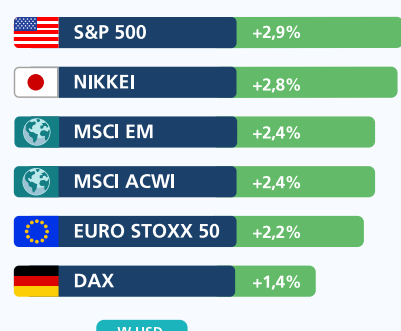 S&P 500 +2,9%
NIKKEI +2,8%
MSCI EM +2,4%
MSCI ACWI +2,4%
EURO STOXX 50 +2,2%
DAX +1,4%
W USD